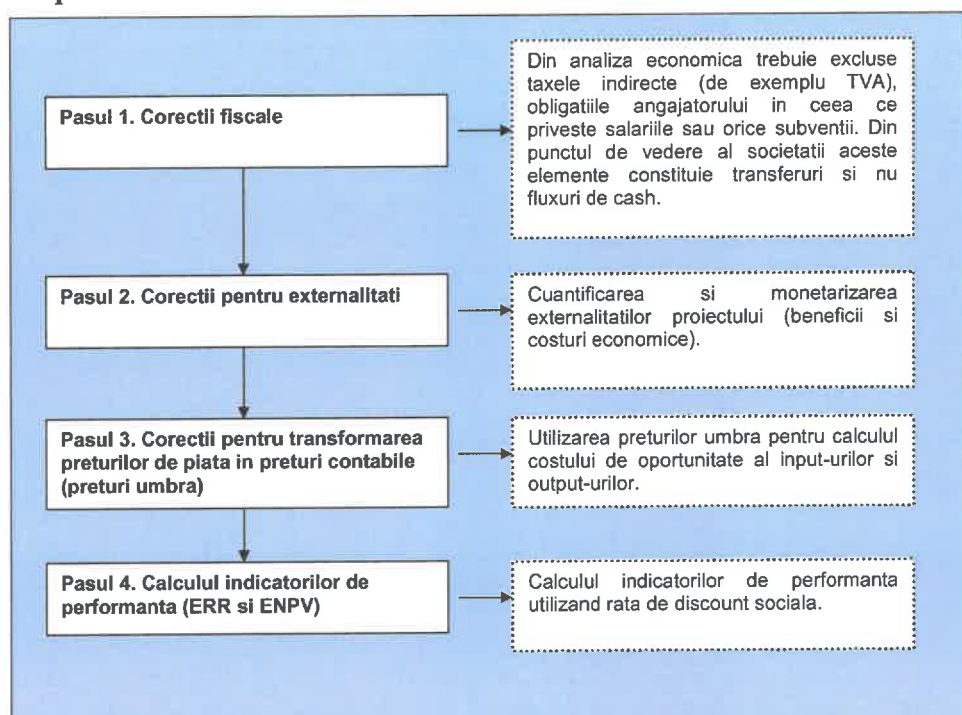 Pasul 1. Corectii fiscale
Din analiza economica trebuie excluse
taxele indirecte (de exemplu TVA),
obligatiile angajatorului in ceea ce
priveste salariile sau orice subventii. Din
punctul de vedere al societatii aceste
elemente constituie transferuri si nu
fluxuri de cash.
Pasul 2. Corectii pentru externalitati
Cuantificarea si monetarizarea
externalitatilor proiectului (beneficii si
costuri economice).
Pasul 3. Corectii pentru transformarea
preturilor de piata in preturi contabile
(preturi umbra)
Utilizarea preturilor umbra pentru calculul
costului de oportunitate al input-urilor si
output-urilor.
Pasul 4. Calculul indicatorilor de
performanta (ERR si ENPV)
Calculul indicatorilor de performanta
utilizand rata de discount sociala.